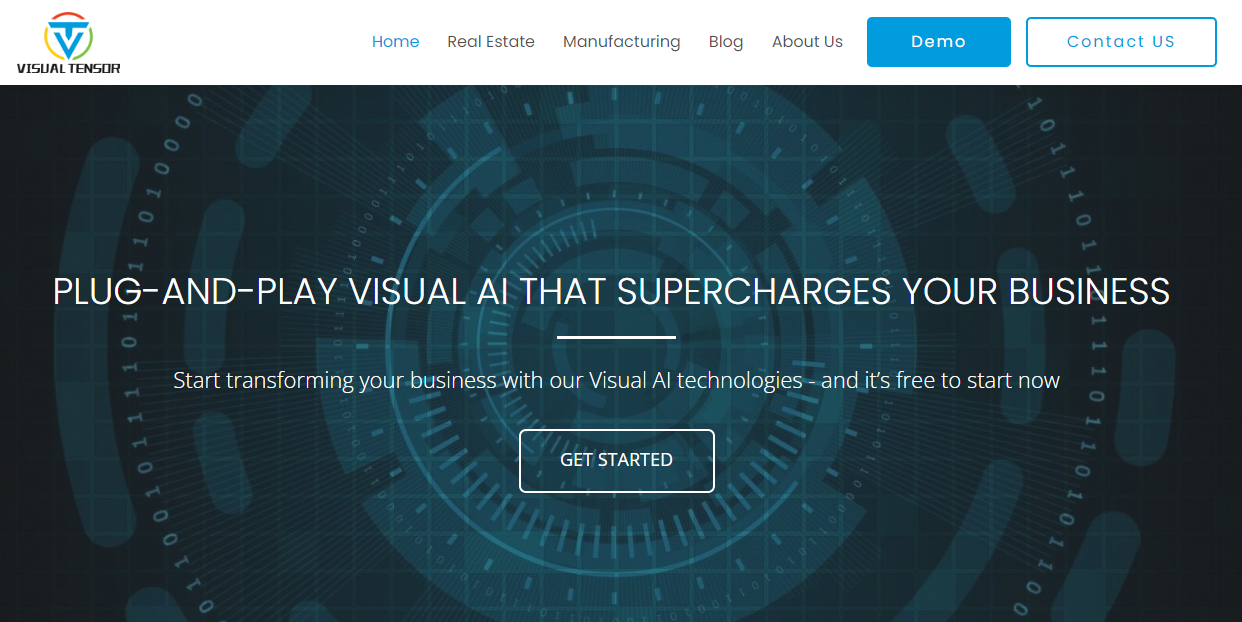 VISUAL TENSOR
Home Real Estate Manufacturing Blog About Us Demo Contact US
PLUG-AND-PLAY VISUAL AI THAT SUPERCHARGES YOUR BUSINESS
Start transforming your business with our Visual AI technologies - and it’s free to start now
GET STARTED